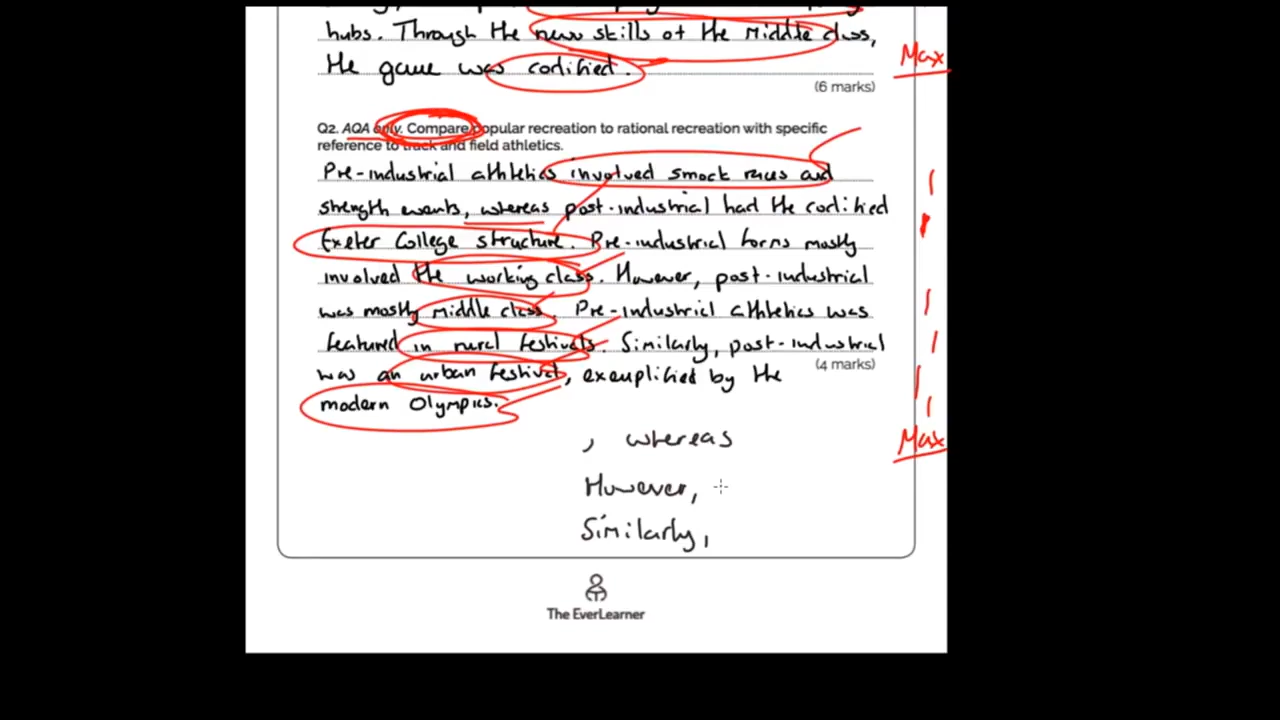 hubs. Through the new skills of the Middle class,
the game was codified.
Max
(6 marks)
Q2. AQA only. Compare popular recreation to rational recreation with specific
reference to track and field athletics.
Pre-industrial athletics involved smock races and
strength events, whereas post-industrial had the codified
Exeter College structure. Pre-industrial forms mostly
involved the working class. However, post-industrial
was mostly middle class. Pre-industrial athletics was
featured in rural festivals. Similarly, post-industrial
(4 marks)
was an urban festival, exemplified by the
modern Olympics.
Max
, whereas
However,
Similarly,
The EverLearner